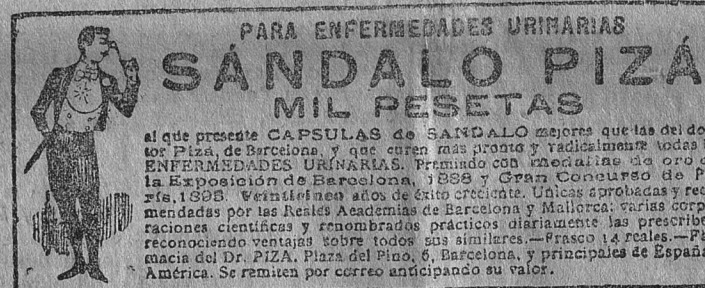 PARA ENFERMEDADES URINARIAS
SÁNDALO PIZÁ
MIL PESETAS
al que presente CAPSULAS de SANDALO mejores que las del do
tor Pizá, de Barcelona, y que curen más pronto y radicalmente todas l
ENFERMEDADES URINARIAS. Premiado con medallas de oro
la Exposición de Barcelona, 1888 y Gran Concurso de P
rís, 1895. Veinticinco años de éxito creciente. Unicas aprobadas y rec
mendadas por las Reales Academias de Barcelona y Mallorca: varias corp
raciones científicas y renombrados prácticos diariamente las prescribe
reconociendo ventajas sobre todos sus similares.—Frasco 14 reales.—Fa
macia del Dr. PIZA. Plaza del Pino, 6, Barcelona, y principales de España
América. Se remiten por correo anticipando su valor.